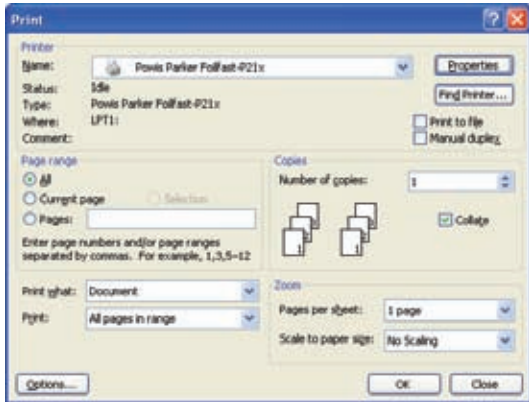 Print
Printer
Name: Powis Parker Foilfast-P21x Properties
Status: Idle Find Printer...
Type: Powis Parker Foilfast-P21x
Where: LPT1: Print to file
Comment: Manual duplex
Page range Copies
All Number of copies: 1
Current page Selection Collate
Pages:
Enter page numbers and/or page ranges
separated by commas. For example, 1,3,5-12
Print what: Document Zoom
Print: All pages in range Pages per sheet: 1 page
Scale to paper size: No Scaling
Options... OK Close